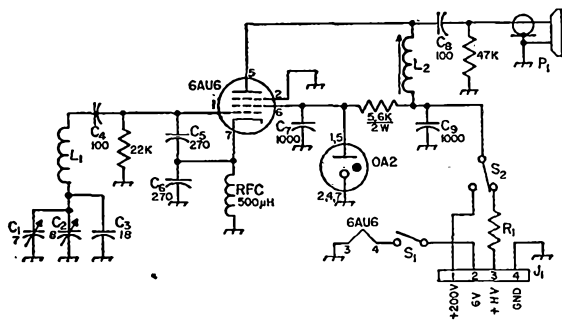 C8
100
47K
P1
L2
5
6AU6
1
2
6
7
C4
100
22K
C5
270
C6
270
L1
C1
7
C2
8
C3
18
RFC
500μH
C7
1000
5.6K
2W
C9
1000
1,5
OA2
2,4,7
S2
6AU6
3
4
S1
R1
J1
1
2
3
4
+200V
6V
+HV
GND